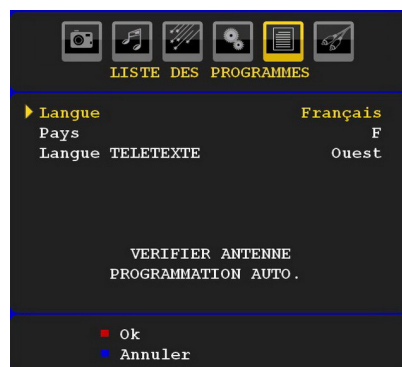 LISTE DES PROGRAMMES
Langue Français
Pays F
Langue TELETEXTE Ouest
VERIFIER ANTENNE
PROGRAMMATION AUTO.
Ok
Annuler